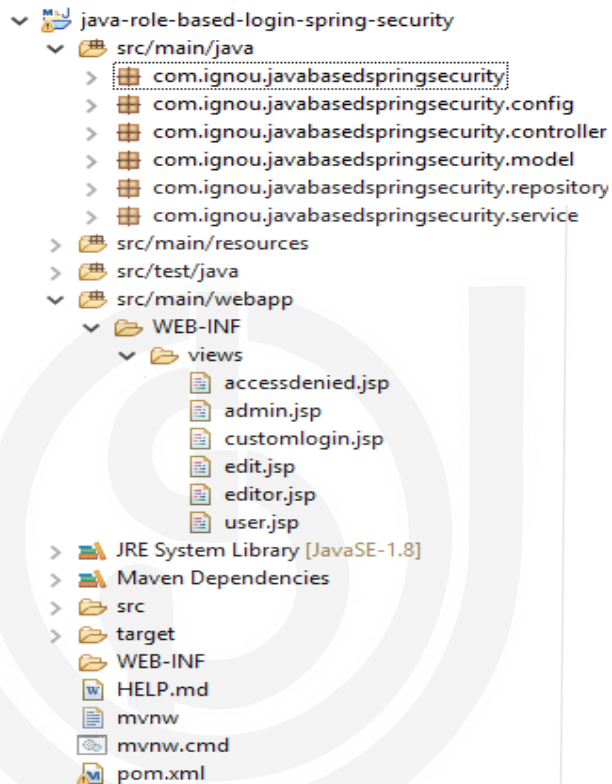 java-role-based-login-spring-security
src/main/java
com.ignou.javabasedspringsecurity
com.ignou.javabasedspringsecurity.config
com.ignou.javabasedspringsecurity.controller
com.ignou.javabasedspringsecurity.model
com.ignou.javabasedspringsecurity.repository
com.ignou.javabasedspringsecurity.service
src/main/resources
src/test/java
src/main/webapp
WEB-INF
views
accessdenied.jsp
admin.jsp
customlogin.jsp
edit.jsp
editor.jsp
user.jsp
JRE System Library [JavaSE-1.8]
Maven Dependencies
src
target
WEB-INF
HELP.md
mvnw
mvnw.cmd
pom.xml